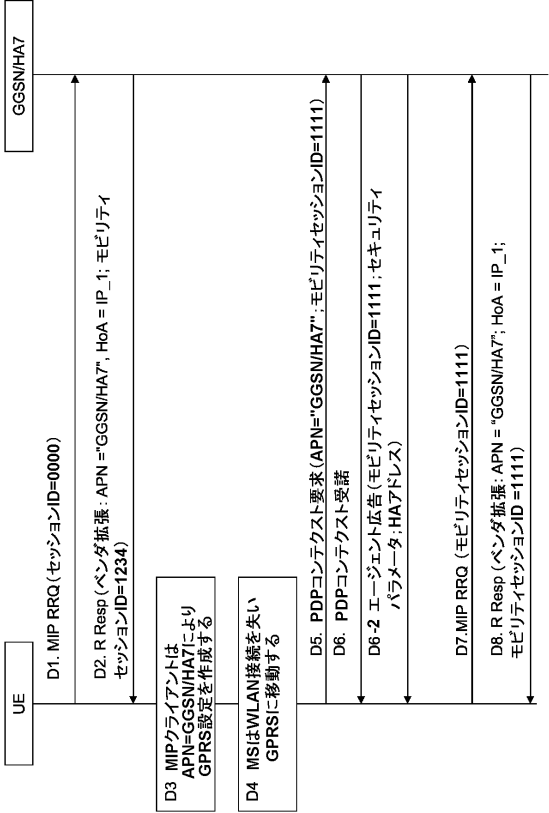 UE
GGSN/HA7
D1. MIP RRQ (セッションID=0000)
D2. R Resp (ベンダ拡張: APN ="GGSN/HA7", HoA = IP_1; モビリティ
セッションID=1234)
D3 MIPクライアントは
APN=GGSN/HA7により
GPRS設定を作成する
D4 MSはWLAN接続を失い
GPRSに移動する
D5. PDPコンテクスト要求 (APN="GGSN/HA7"; モビリティセッションID=1111)
D6. PDPコンテクスト受諾
D6-2 エージェント広告 (モビリティセッションID=1111; セキュリティ
パラメータ; HAアドレス)
D7.MIP RRQ (モビリティセッションID=1111)
D8. R Resp (ベンダ拡張: APN = “GGSN/HA7”; HoA = IP_1;
モビリティセッションID =1111)